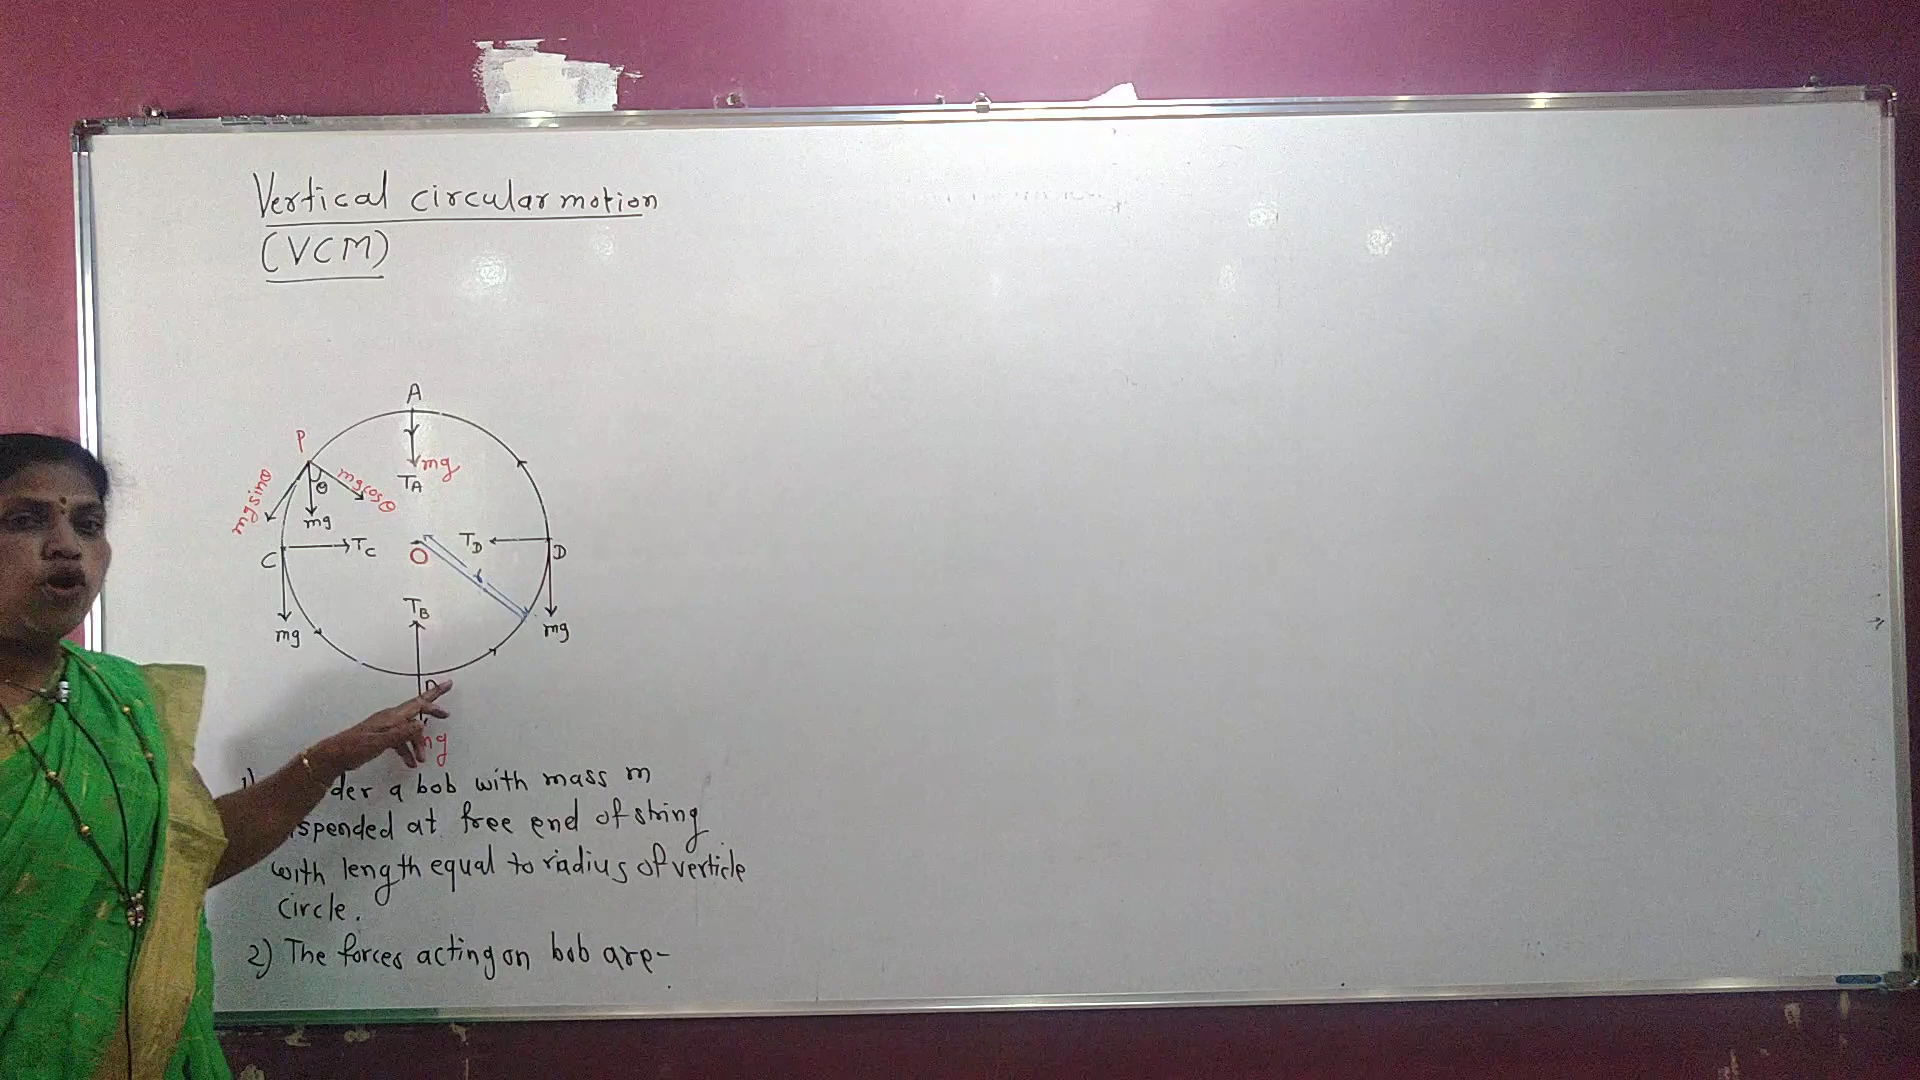 Vertical circular motion
(VCM)
A
P
mg
TA
mg sinθ
θ
mg cosθ
mg
C
TC
O
TD
D
TB
mg
mg
mg
1) a bob with mass m
at free end of string
with length equal to radius of verticle
circle.
2) The forces acting on bob are-